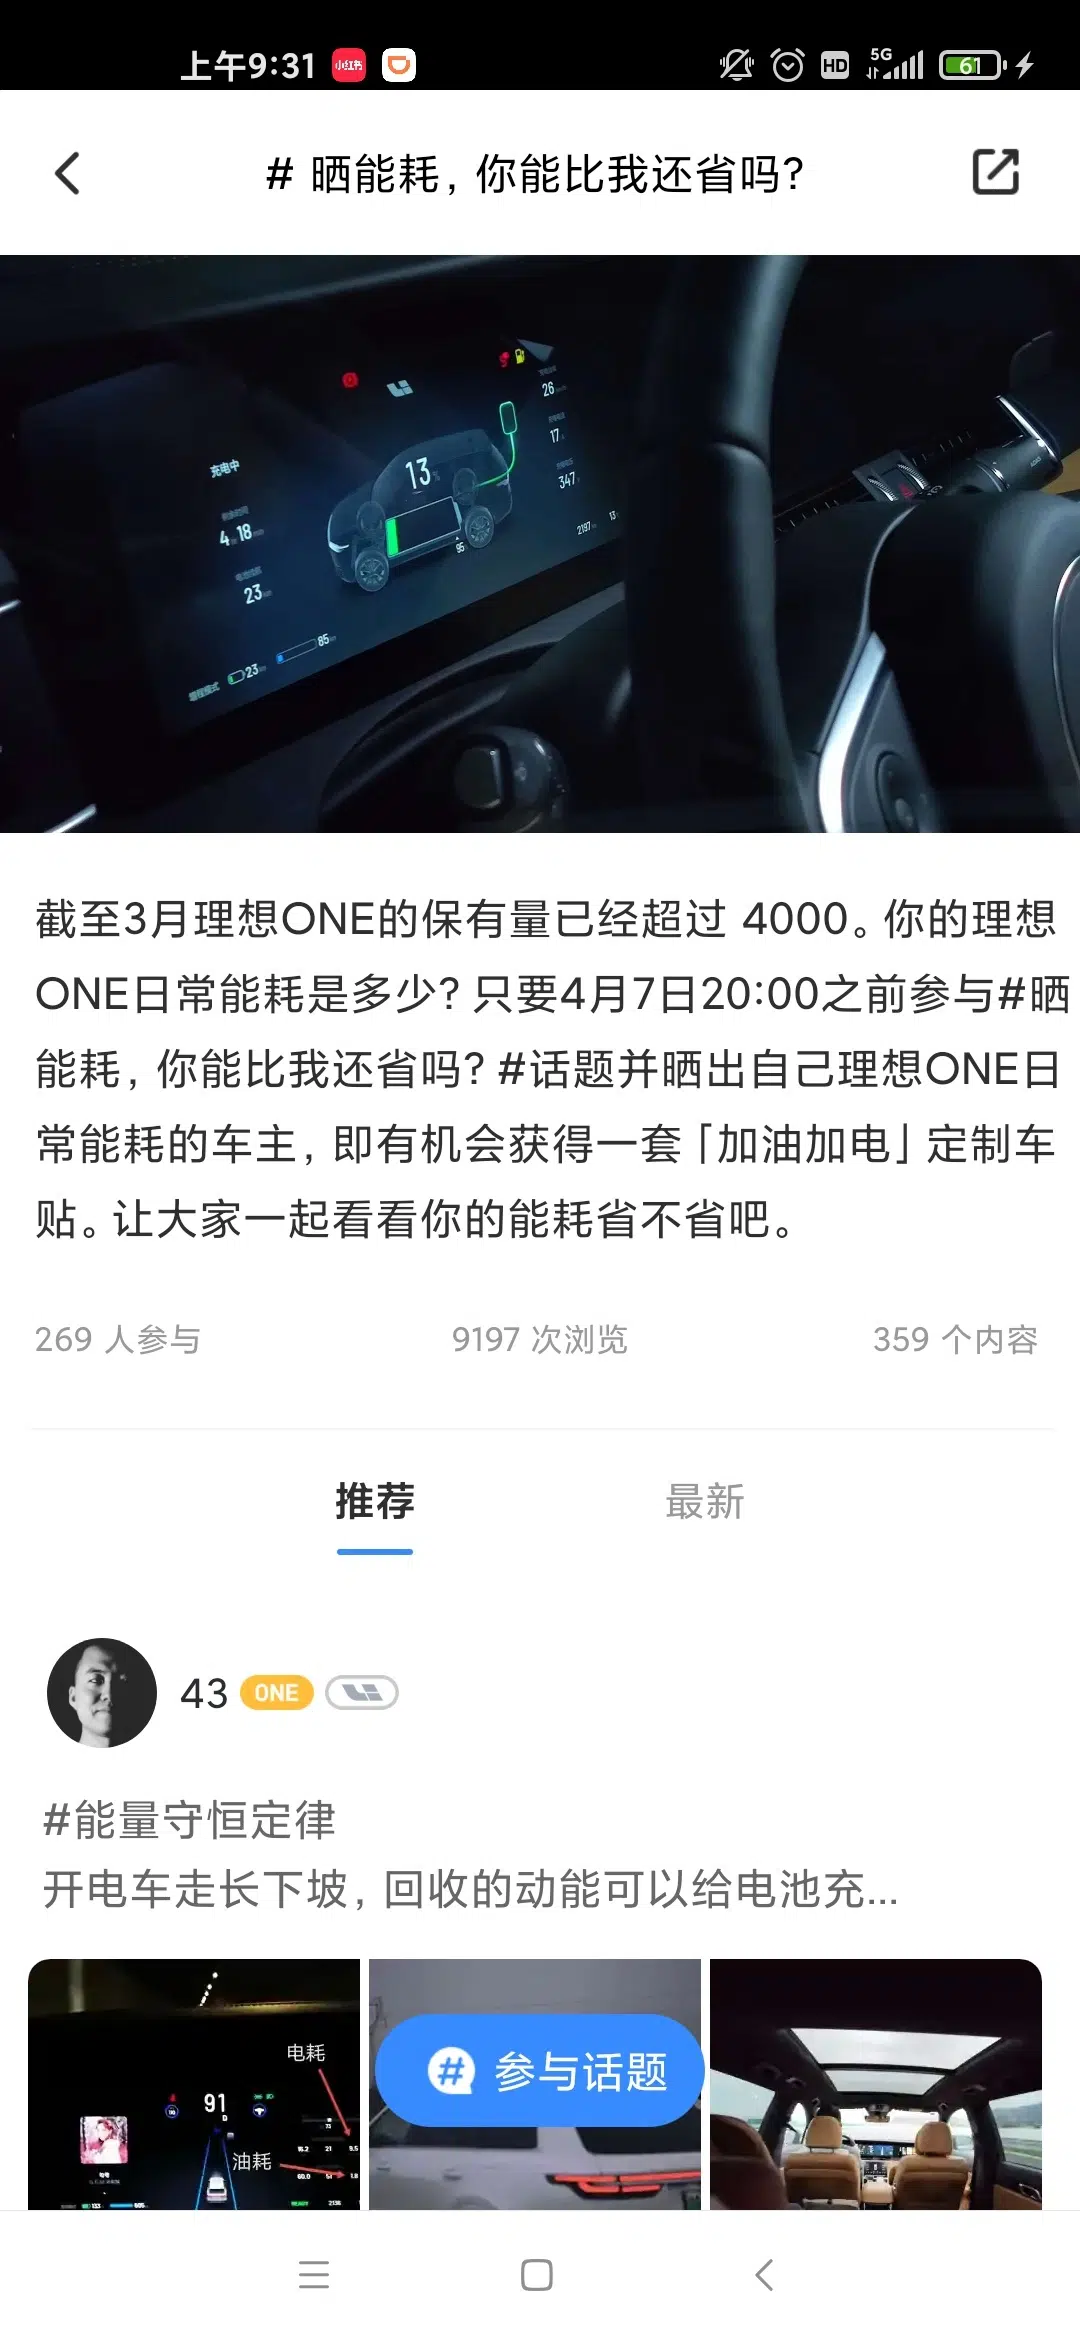 上午9:31 小红书 HD 5G 61
# 晒能耗，你能比我还省吗？
充电中
13
26
17
347
4 18
23
95
2197
13
23
85
截至3月理想ONE的保有量已经超过 4000。你的理想
ONE日常能耗是多少？只要4月7日20:00之前参与#晒
能耗，你能比我还省吗？#话题并晒出自己理想ONE日
常能耗的车主，即有机会获得一套「加油加电」定制车
贴。让大家一起看看你的能耗省不省吧。
269 人参与 9197 次浏览 359 个内容
推荐 最新
43 ONE
#能量守恒定律
开电车走长下坡，回收的动能可以给电池充...
电耗
91
油耗
# 参与话题